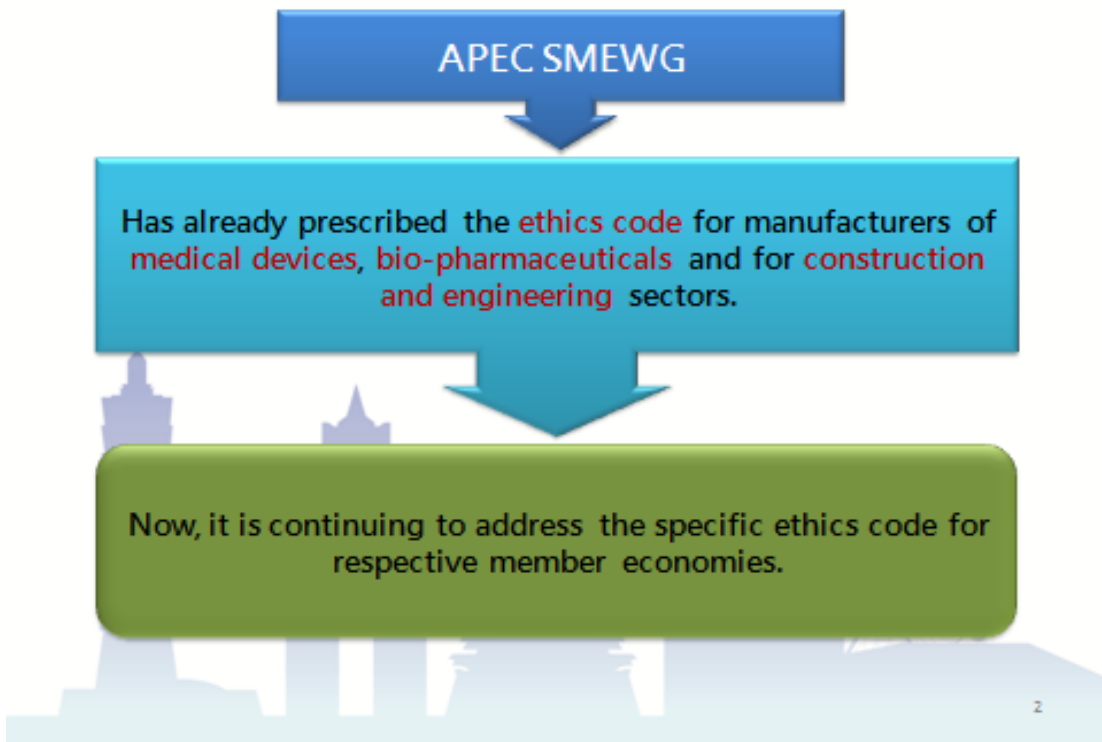 APEC SMEWG
Has already prescribed the ethics code for manufacturers of
medical devices, bio-pharmaceuticals and for construction
and engineering sectors.
Now, it is continuing to address the specific ethics code for
respective member economies.
2